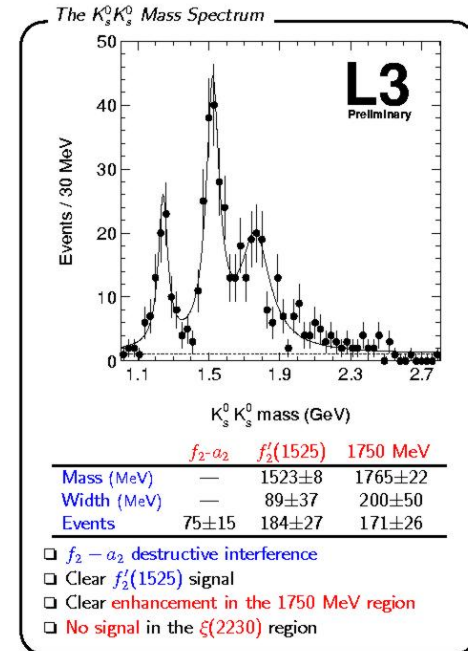 The K⁰ₛK⁰ₛ Mass Spectrum
L3
Preliminary
Events / 30 MeV
50
40
30
20
10
0
1.1 1.5 1.9 2.3 2.7
K⁰ₛ K⁰ₛ mass (GeV)
f₂-a₂ f′₂(1525) 1750 MeV
Mass (MeV) — 1523±8 1765±22
Width (MeV) — 89±37 200±50
Events 75±15 184±27 171±26
❑ f₂ − a₂ destructive interference
❑ Clear f′₂(1525) signal
❑ Clear enhancement in the 1750 MeV region
❑ No signal in the ξ(2230) region